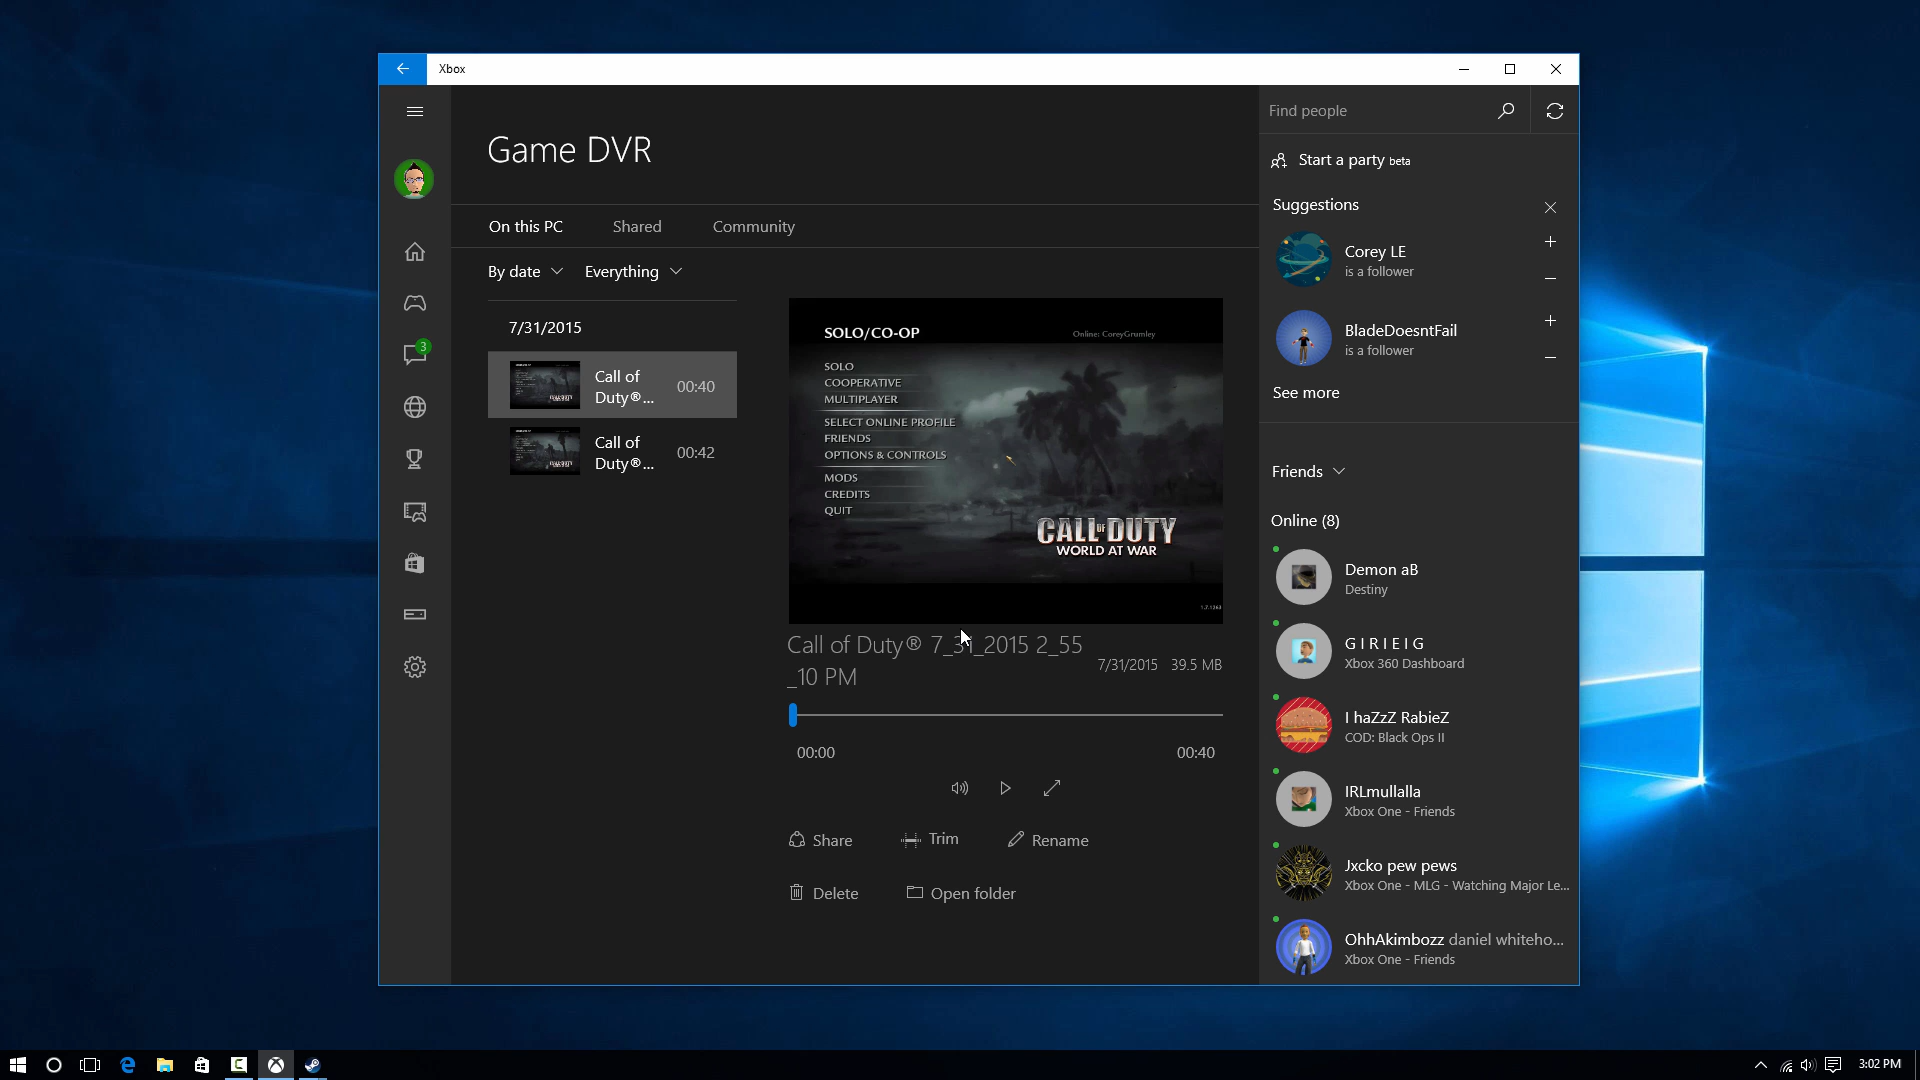 Xbox
Game DVR
On this PC
Shared
Community
By date
Everything
7/31/2015
Call of
Duty®...
00:40
Call of
Duty®...
00:42
SOLO/CO-OP
Online: CoreyGrumley
SOLO
COOPERATIVE
MULTIPLAYER
SELECT ONLINE PROFILE
FRIENDS
OPTIONS & CONTROLS
MODS
CREDITS
QUIT
CALL OF DUTY
WORLD AT WAR
1.7.1263
Call of Duty® 7_31_2015 2_55
_10 PM
7/31/2015 39.5 MB
00:00
00:40
Share
Trim
Rename
Delete
Open folder
3
Find people
Start a party beta
Suggestions
Corey LE
is a follower
BladeDoesntFail
is a follower
See more
Friends
Online (8)
Demon aB
Destiny
G I R I E I G
Xbox 360 Dashboard
I haZzZ RabieZ
COD: Black Ops II
IRLmullalla
Xbox One - Friends
Jxcko pew pews
Xbox One - MLG - Watching Major Le...
OhhAkimbozz daniel whiteho...
Xbox One - Friends
3:02 PM